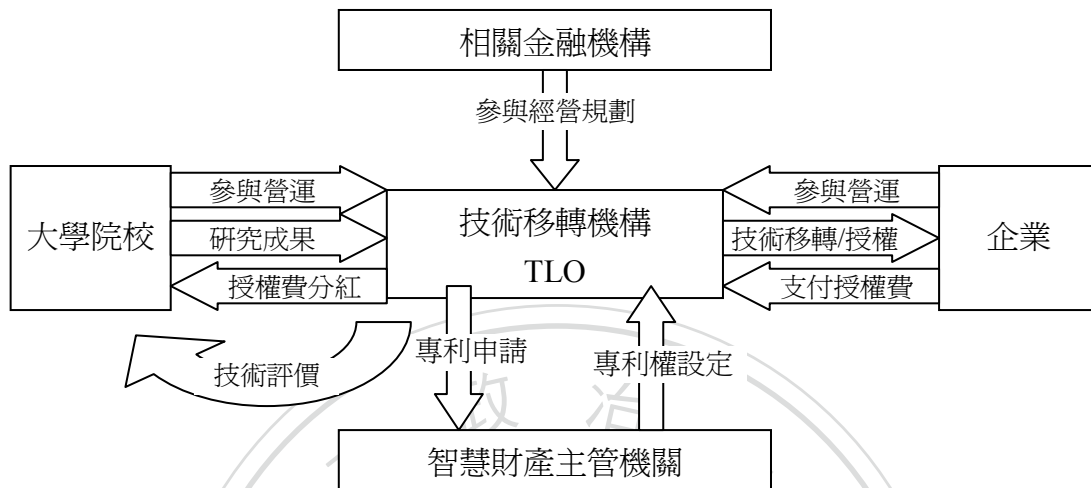 相關金融機構
參與經營規劃
大學院校
參與營運
研究成果
授權費分紅
技術評價
技術移轉機構
TLO
參與營運
技術移轉/授權
支付授權費
企業
專利申請
專利權設定
政 治
智慧財產主管機關